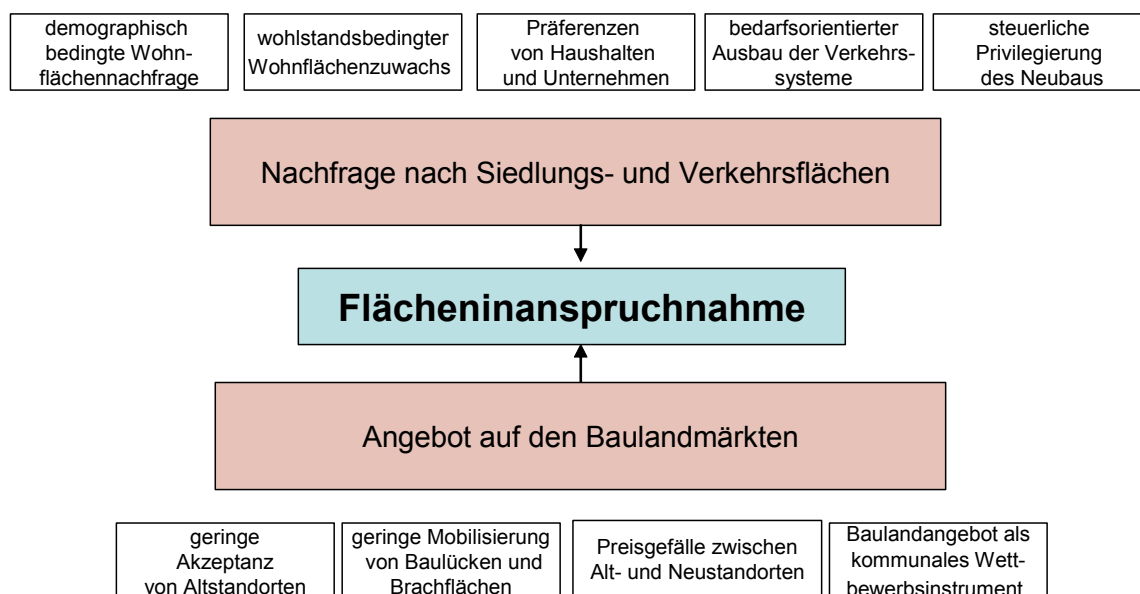 demographisch
bedingte Wohn-
flächennachfrage
wohlstandsbedingter
Wohnflächenzuwachs
Präferenzen
von Haushalten
und Unternehmen
bedarfsorientierter
Ausbau der Verkehrs-
systeme
steuerliche
Privilegierung
des Neubaus
Nachfrage nach Siedlungs- und Verkehrsflächen
Flächeninanspruchnahme
Angebot auf den Baulandmärkten
geringe
Akzeptanz
von Altstandorten
geringe Mobilisierung
von Baulücken und
Brachflächen
Preisgefälle zwischen
Alt- und Neustandorten
Baulandangebot als
kommunales Wett-
bewerbsinstrument